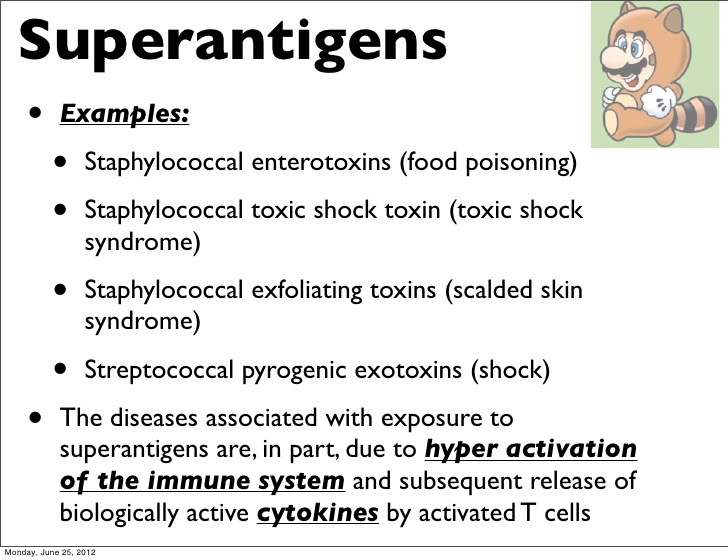 Superantigens
• Examples:
• Staphylococcal enterotoxins (food poisoning)
• Staphylococcal toxic shock toxin (toxic shock
syndrome)
• Staphylococcal exfoliating toxins (scalded skin
syndrome)
• Streptococcal pyrogenic exotoxins (shock)
• The diseases associated with exposure to
superantigens are, in part, due to hyper activation
of the immune system and subsequent release of
biologically active cytokines by activated T cells
Monday, June 25, 2012